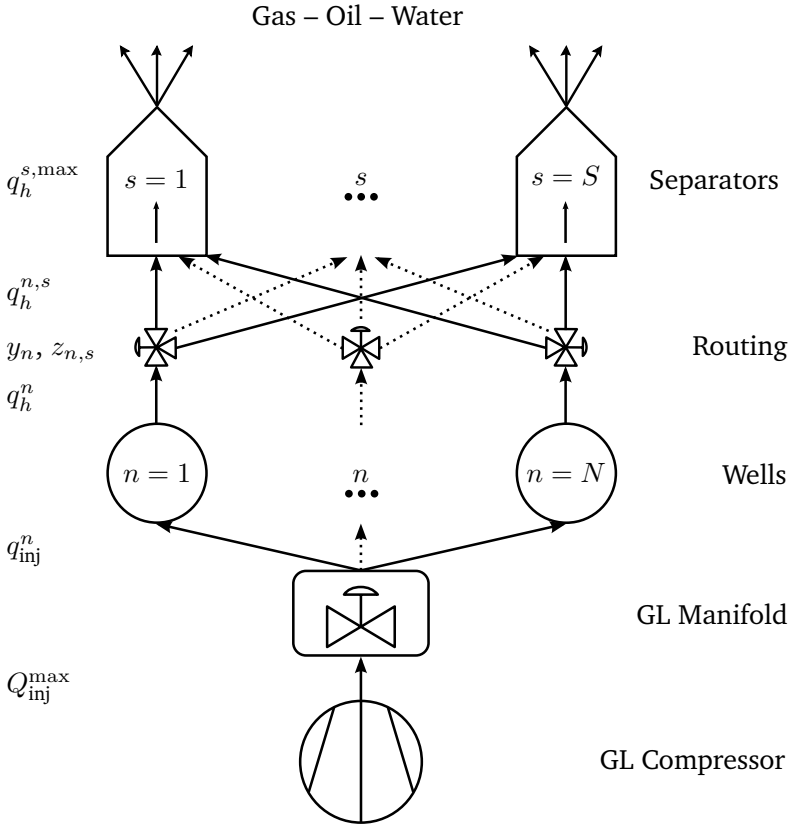 Gas – Oil – Water
q_h^{s,max} s = 1 s s = S Separators
•••
q_h^{n,s}
y_n, z_{n,s} Routing
q_h^n
n = 1 n n = N Wells
•••
q_inj^n
GL Manifold
Q_inj^max
GL Compressor